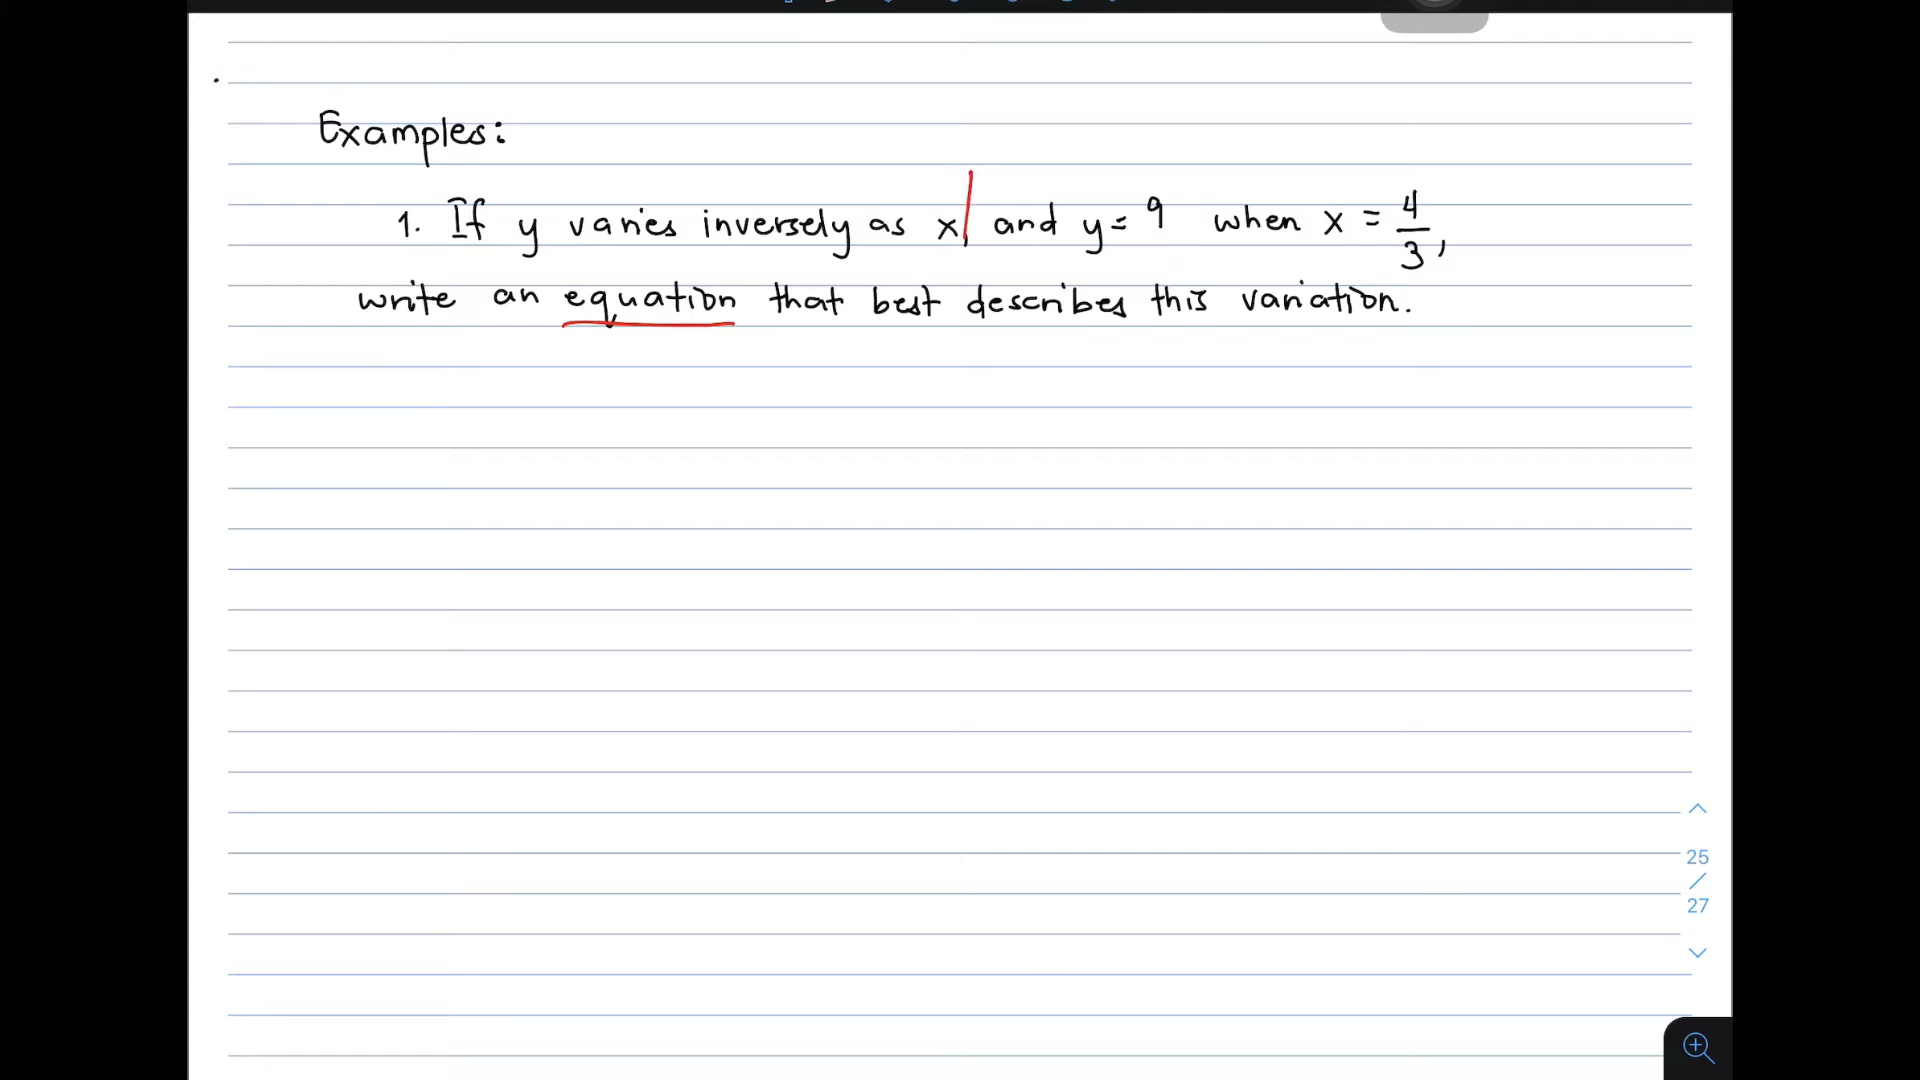 Examples:
1. If y varies inversely as x, and y = 9 when x = 4/3,
write an equation that best describes this variation.
25
/
27